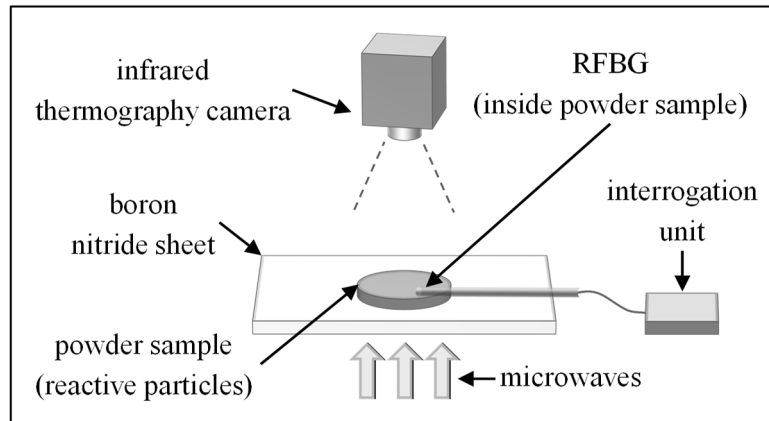 infrared
thermography camera
RFBG
(inside powder sample)
boron
nitride sheet
interrogation
unit
powder sample
(reactive particles)
microwaves